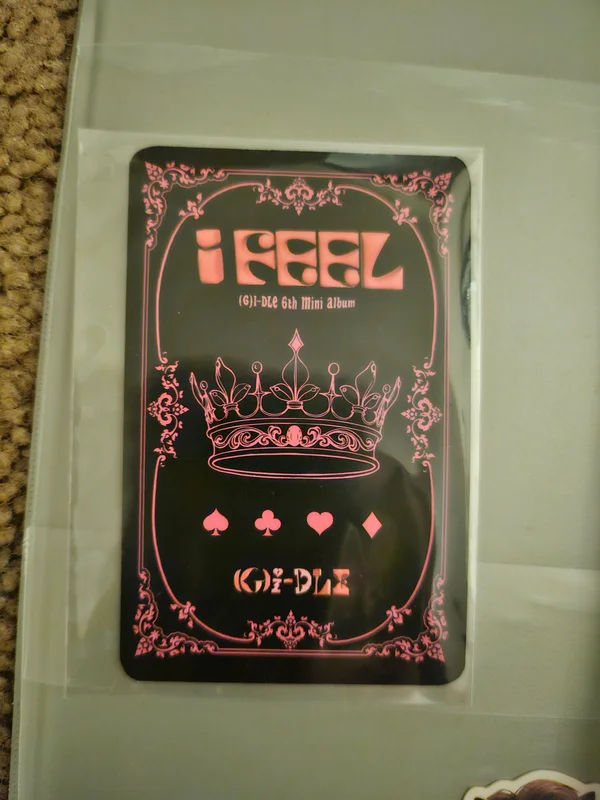 i FEEL
(G)I-DLE 6th Mini Album
(G)I-DLE